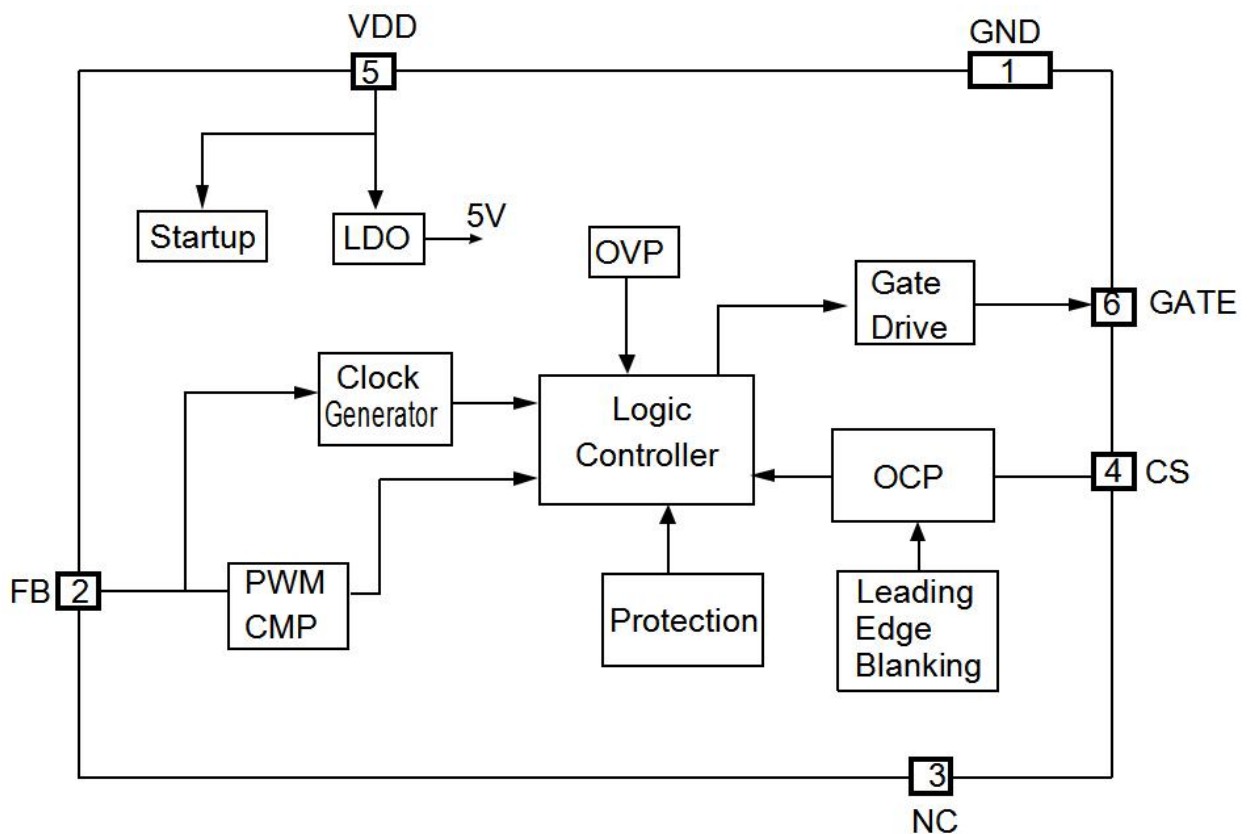 VDD
GND
5
1
Startup
LDO
5V
OVP
Gate
Drive
6
GATE
Clock
Generator
Logic
Controller
OCP
4
CS
FB
2
PWM
CMP
Protection
Leading
Edge
Blanking
3
NC